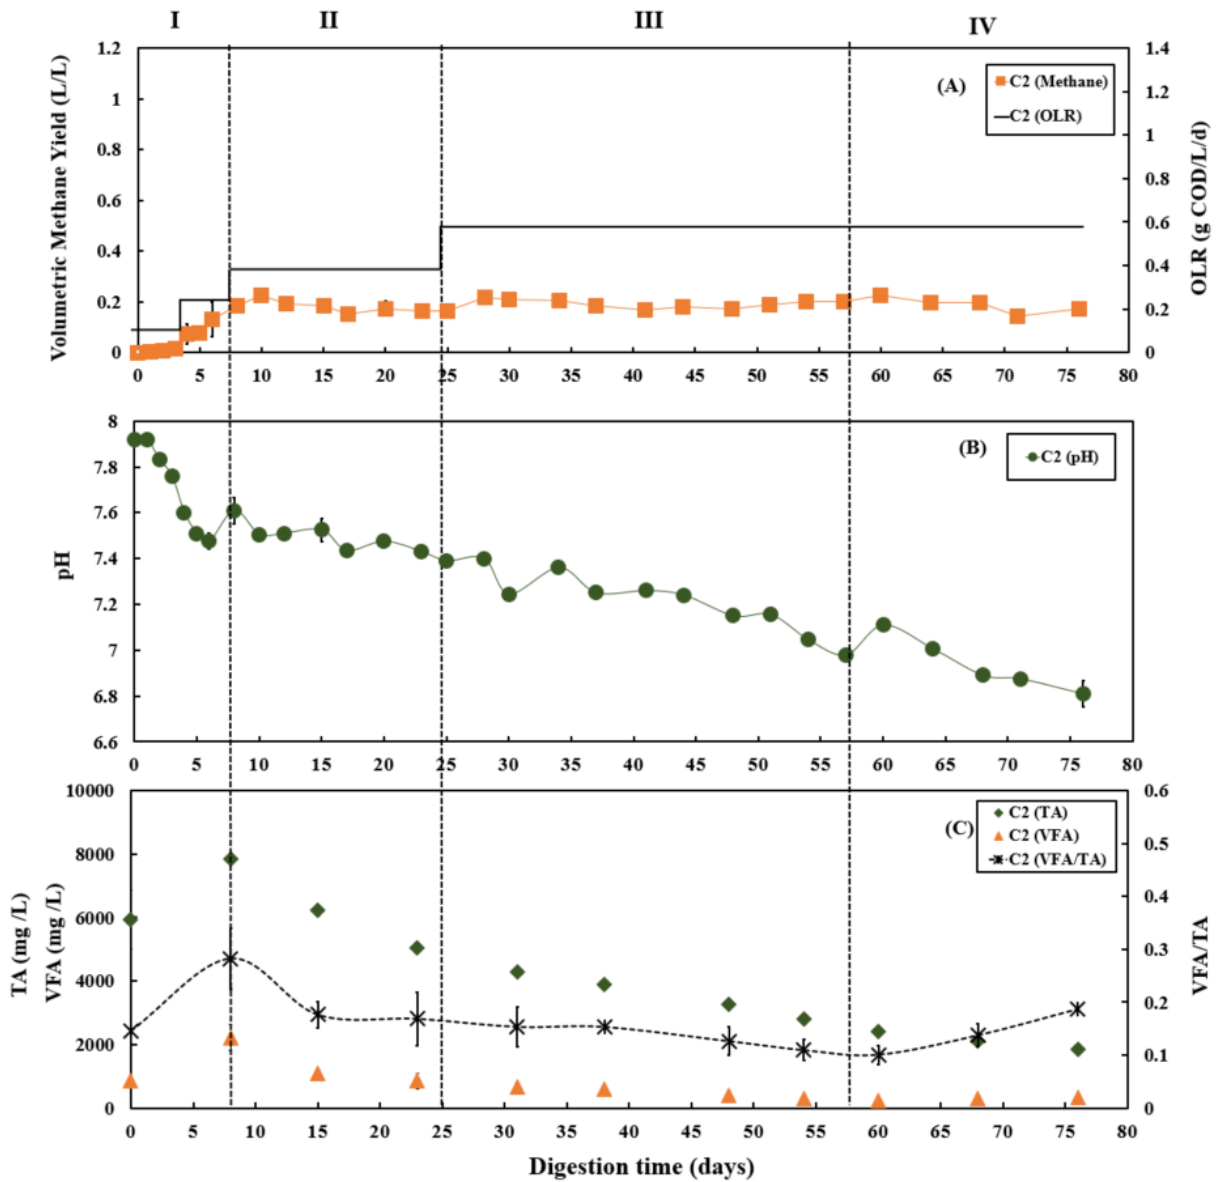 I II III IV
Volumetric Methane Yield (L/L)
1.2 1 0.8 0.6 0.4 0.2 0
(A)
C2 (Methane)
C2 (OLR)
OLR (g COD/L/d)
1.4 1.2 1 0.8 0.6 0.4 0.2 0
0 5 10 15 20 25 30 35 40 45 50 55 60 65 70 75 80
pH
8 7.8 7.6 7.4 7.2 7 6.8 6.6
(B)
C2 (pH)
0 5 10 15 20 25 30 35 40 45 50 55 60 65 70 75 80
TA (mg /L)
VFA (mg /L)
10000 8000 6000 4000 2000 0
(C)
C2 (TA)
C2 (VFA)
C2 (VFA/TA)
VFA/TA
0.6 0.5 0.4 0.3 0.2 0.1 0
0 5 10 15 20 25 30 35 40 45 50 55 60 65 70 75 80
Digestion time (days)